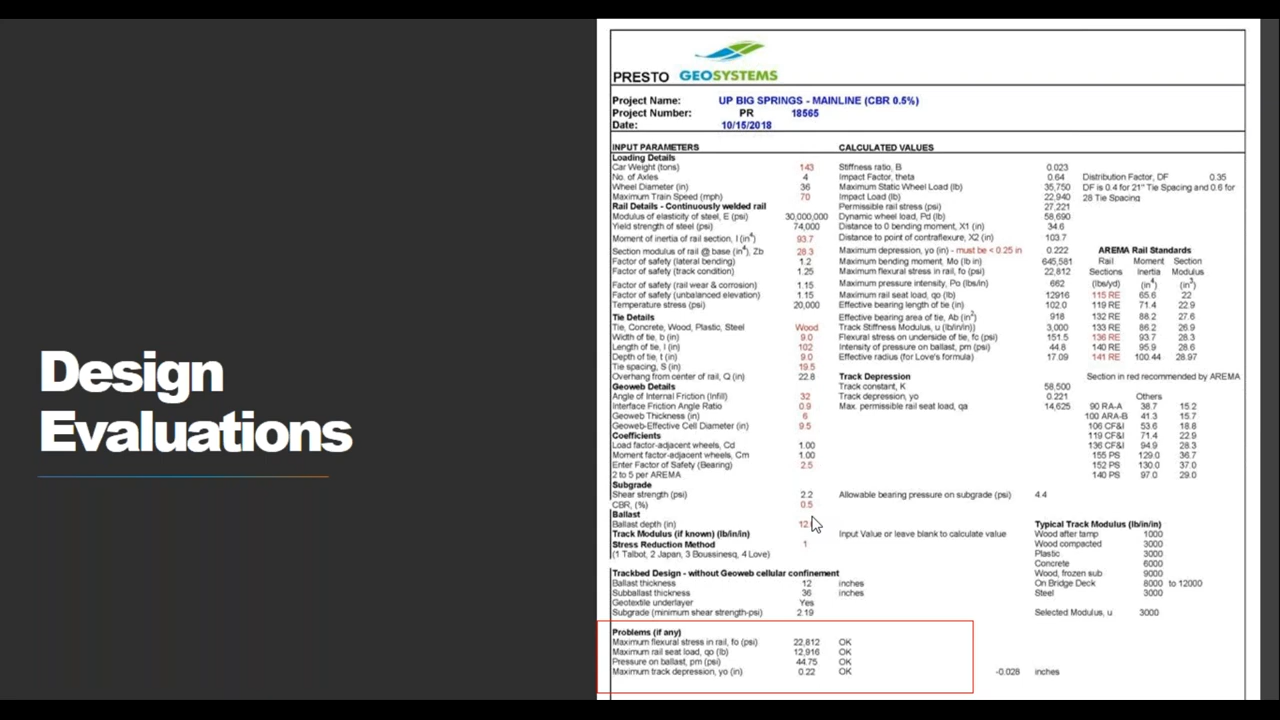 Design
Evaluations
PRESTO GEOSYSTEMS
Project Name: UP BIG SPRINGS - MAINLINE (CBR 0.5%)
Project Number: PR 18565
Date: 10/15/2018
INPUT PARAMETERS CALCULATED VALUES
Loading Details
Car Weight (tons) 143 Stiffness ratio, B 0.023
No. of Axles 4 Impact Factor, theta 0.64 Distribution Factor, DF 0.35
Wheel Diameter (in) 36 Maximum Static Wheel Load (lb) 35,750 DF is 0.4 for 21" Tie Spacing and 0.6 for
Maximum Train Speed (mph) 70 Impact Load (lb) 22,940 28 Tie Spacing
Rail Details - Continuously welded rail Permissible rail stress (psi) 27,221
Modulus of elasticity of steel, E (psi) 30,000,000 Dynamic wheel load, Pd (lb) 58,690
Yield strength of steel (psi) 74,000 Distance to 0 bending moment, X1 (in) 34.6
Moment of inertia of rail section, I (in⁴) 93.7 Distance to point of contraflexure, X2 (in) 103.7
Section modulus of rail @ base (in⁴), Zb 28.3 Maximum depression, yo (in) - must be < 0.25 in 0.222 AREMA Rail Standards
Factor of safety (lateral bending) 1.2 Maximum bending moment, Mo (lb in) 645,581 Rail Moment Section
Factor of safety (track condition) 1.25 Maximum flexural stress in rail, fo (psi) 22,812 Sections Inertia Modulus
Factor of safety (rail wear & corrosion) 1.15 Maximum pressure intensity, Po (lbs/in) 662 (lbs/yd) (in⁴) (in³)
Factor of safety (unbalanced elevation) 1.15 Maximum rail seat load, qo (lb) 12916 115 RE 65.6 22
Temperature stress (psi) 20,000 Effective bearing length of tie (in) 102.0 119 RE 71.4 22.9
Tie Details Effective bearing area of tie, Ab (in²) 918 132 RE 88.2 27.6
Tie, Concrete, Wood, Plastic, Steel Wood Track Stiffness Modulus, u (lb/in/in)) 3,000 133 RE 86.2 26.9
Width of tie, b (in) 9.0 Flexural stress on underside of tie, fc (psi) 151.5 136 RE 93.7 28.3
Length of tie, l (in) 102 Intensity of pressure on ballast, pm (psi) 44.8 140 RE 95.9 28.6
Depth of tie, t (in) 9.0 Effective radius (for Love's formula) 17.09 141 RE 100.44 28.97
Tie spacing, S (in) 19.5
Overhang from center of rail, Q (in) 22.8 Track Depression Section in red recommended by AREMA
Geoweb Details Track constant, K 58,500
Angle of Internal Friction (Infill) 32 Track depression, yo 0.221 Others
Interface Friction Angle Ratio 0.9 Max. permissible rail seat load, qa 14,625 90 RA-A 38.7 15.2
Geoweb Thickness (in) 6 100 ARA-B 41.3 15.7
Geoweb-Effective Cell Diameter (in) 9.5 106 CF&I 53.6 18.8
Coefficients 119 CF&I 71.4 22.9
Load factor-adjacent wheels, Cd 1.00 136 CF&I 94.9 28.3
Moment factor-adjacent wheels, Cm 1.00 155 PS 129.0 36.7
Enter Factor of Safety (Bearing) 2.5 152 PS 130.0 37.0
2 to 5 per AREMA 140 PS 97.0 29.0
Subgrade
Shear strength (psi) 2.2 Allowable bearing pressure on subgrade (psi) 4.4
CBR, (%) 0.5
Ballast
Ballast depth (in) 12 Typical Track Modulus (lb/in/in)
Track Modulus (if known) (lb/in/in) Input Value or leave blank to calculate value Wood after tamp 1000
Stress Reduction Method 1 Wood compacted 3000
(1 Talbot, 2 Japan, 3 Boussinesq, 4 Love) Plastic 3000
Concrete 6000
Trackbed Design - without Geoweb cellular confinement Wood, frozen sub 9000
Ballast thickness 12 inches On Bridge Deck 8000 to 12000
Subballast thickness 36 inches Steel 3000
Geotextile underlayer Yes
Subgrade (minimum shear strength-psi) 2.19 Selected Modulus, u 3000
Problems (if any)
Maximum flexural stress in rail, fo (psi) 22,812 OK
Maximum rail seat load, qo (lb) 12,916 OK
Pressure on ballast, pm (psi) 44.75 OK
Maximum track depression, yo (in) 0.22 OK -0.028 inches